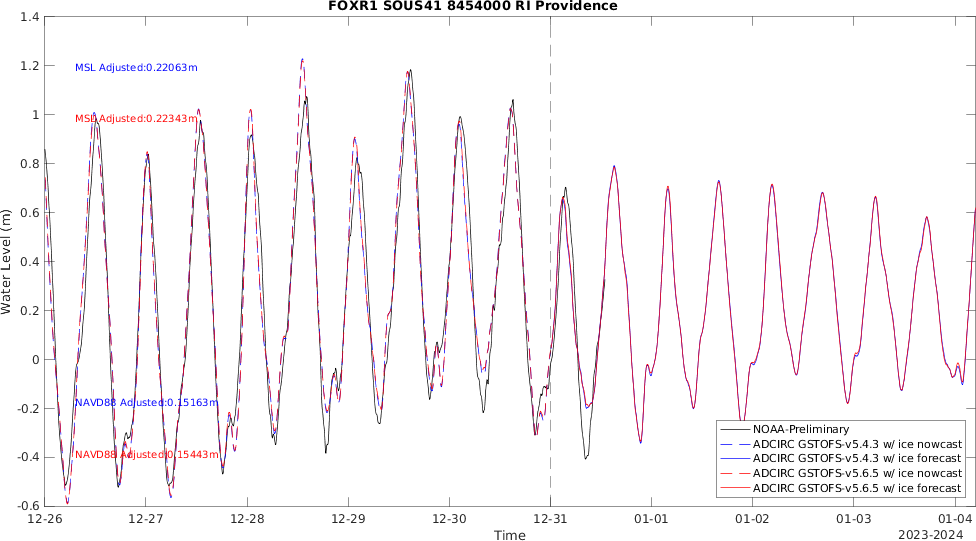 FOXR1 SOUS41 8454000 RI Providence
1.4
1.2
1
0.8
0.6
0.4
0.2
0
-0.2
-0.4
-0.6
Water Level (m)
MSL Adjusted:0.22063m
MSL Adjusted:0.22343m
NAVD88 Adjusted:0.15163m
NAVD88 Adjusted:0.15443m
NOAA-Preliminary
ADCIRC GSTOFS-v5.4.3 w/ ice nowcast
ADCIRC GSTOFS-v5.4.3 w/ ice forecast
ADCIRC GSTOFS-v5.6.5 w/ ice nowcast
ADCIRC GSTOFS-v5.6.5 w/ ice forecast
12-26 12-27 12-28 12-29 12-30 12-31 01-01 01-02 01-03 01-04
Time
2023-2024